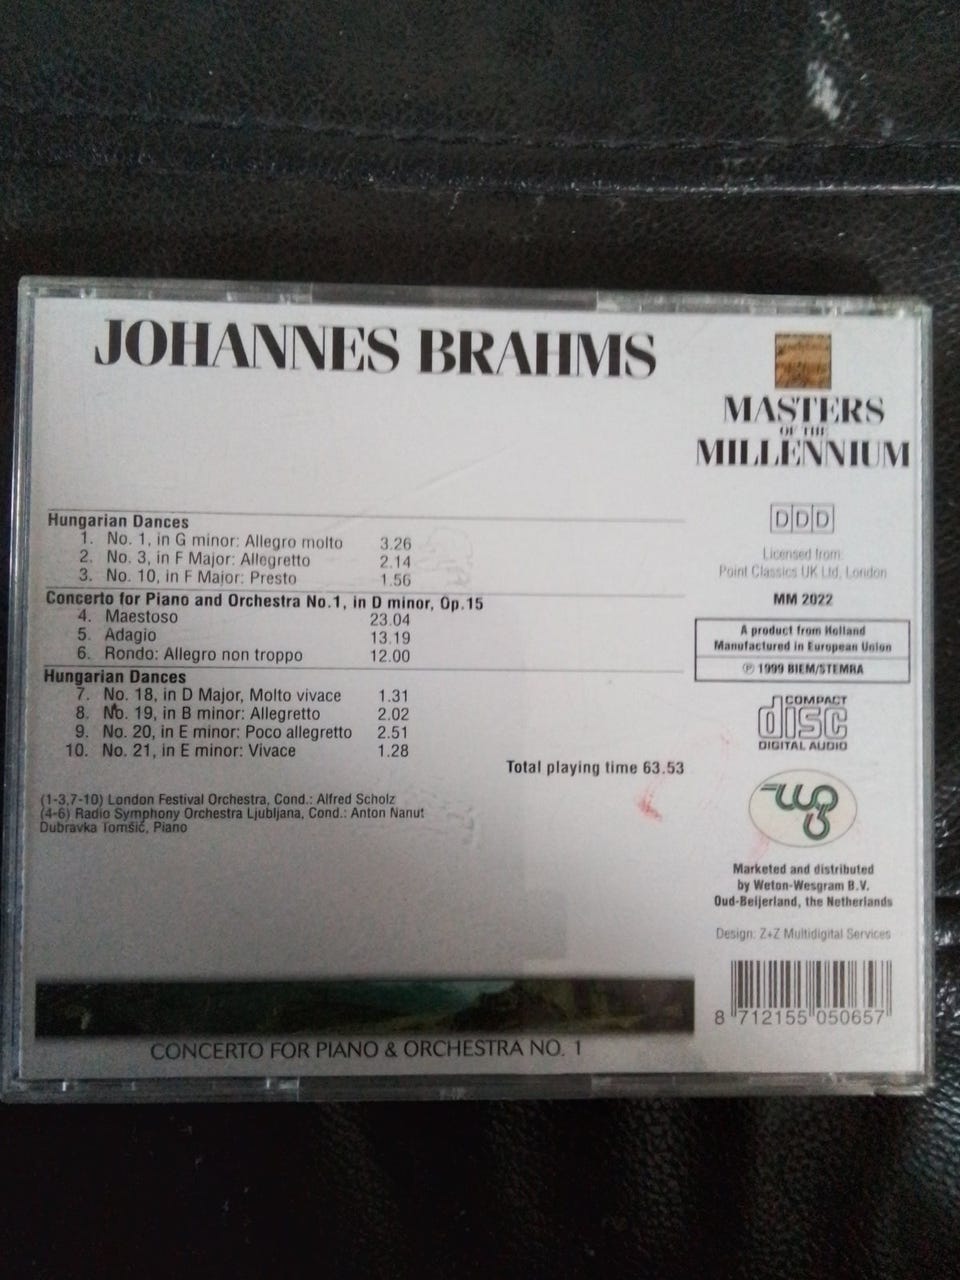 JOHANNES BRAHMS
Hungarian Dances
1. No. 1, in G minor: Allegro molto 3.26
2. No. 3, in F Major: Allegretto 2.14
3. No. 10, in F Major: Presto 1.56
Concerto for Piano and Orchestra No.1, in D minor, Op.15
4. Maestoso 23.04
5. Adagio 13.19
6. Rondo: Allegro non troppo 12.00
Hungarian Dances
7. No. 18, in D Major, Molto vivace 1.31
8. No. 19, in B minor: Allegretto 2.02
9. No. 20, in E minor: Poco allegretto 2.51
10. No. 21, in E minor: Vivace 1.28
Total playing time 63.53
(1-3,7-10) London Festival Orchestra, Cond.: Alfred Scholz
(4-6) Radio Symphony Orchestra Ljubljana, Cond.: Anton Nanut
Dubravka Tomšič, Piano
CONCERTO FOR PIANO & ORCHESTRA NO. 1
MASTERS
OF THE
MILLENNIUM
DDD
Licensed from
Point Classics UK Ltd, London
MM 2022
A product from Holland
Manufactured in European Union
℗ 1999 BIEM/STEMRA
COMPACT
disc
DIGITAL AUDIO
wg
Marketed and distributed
by Weton-Wesgram B.V.
Oud-Beijerland, the Netherlands
Design: Z+Z Multidigital Services
8 712155 050657